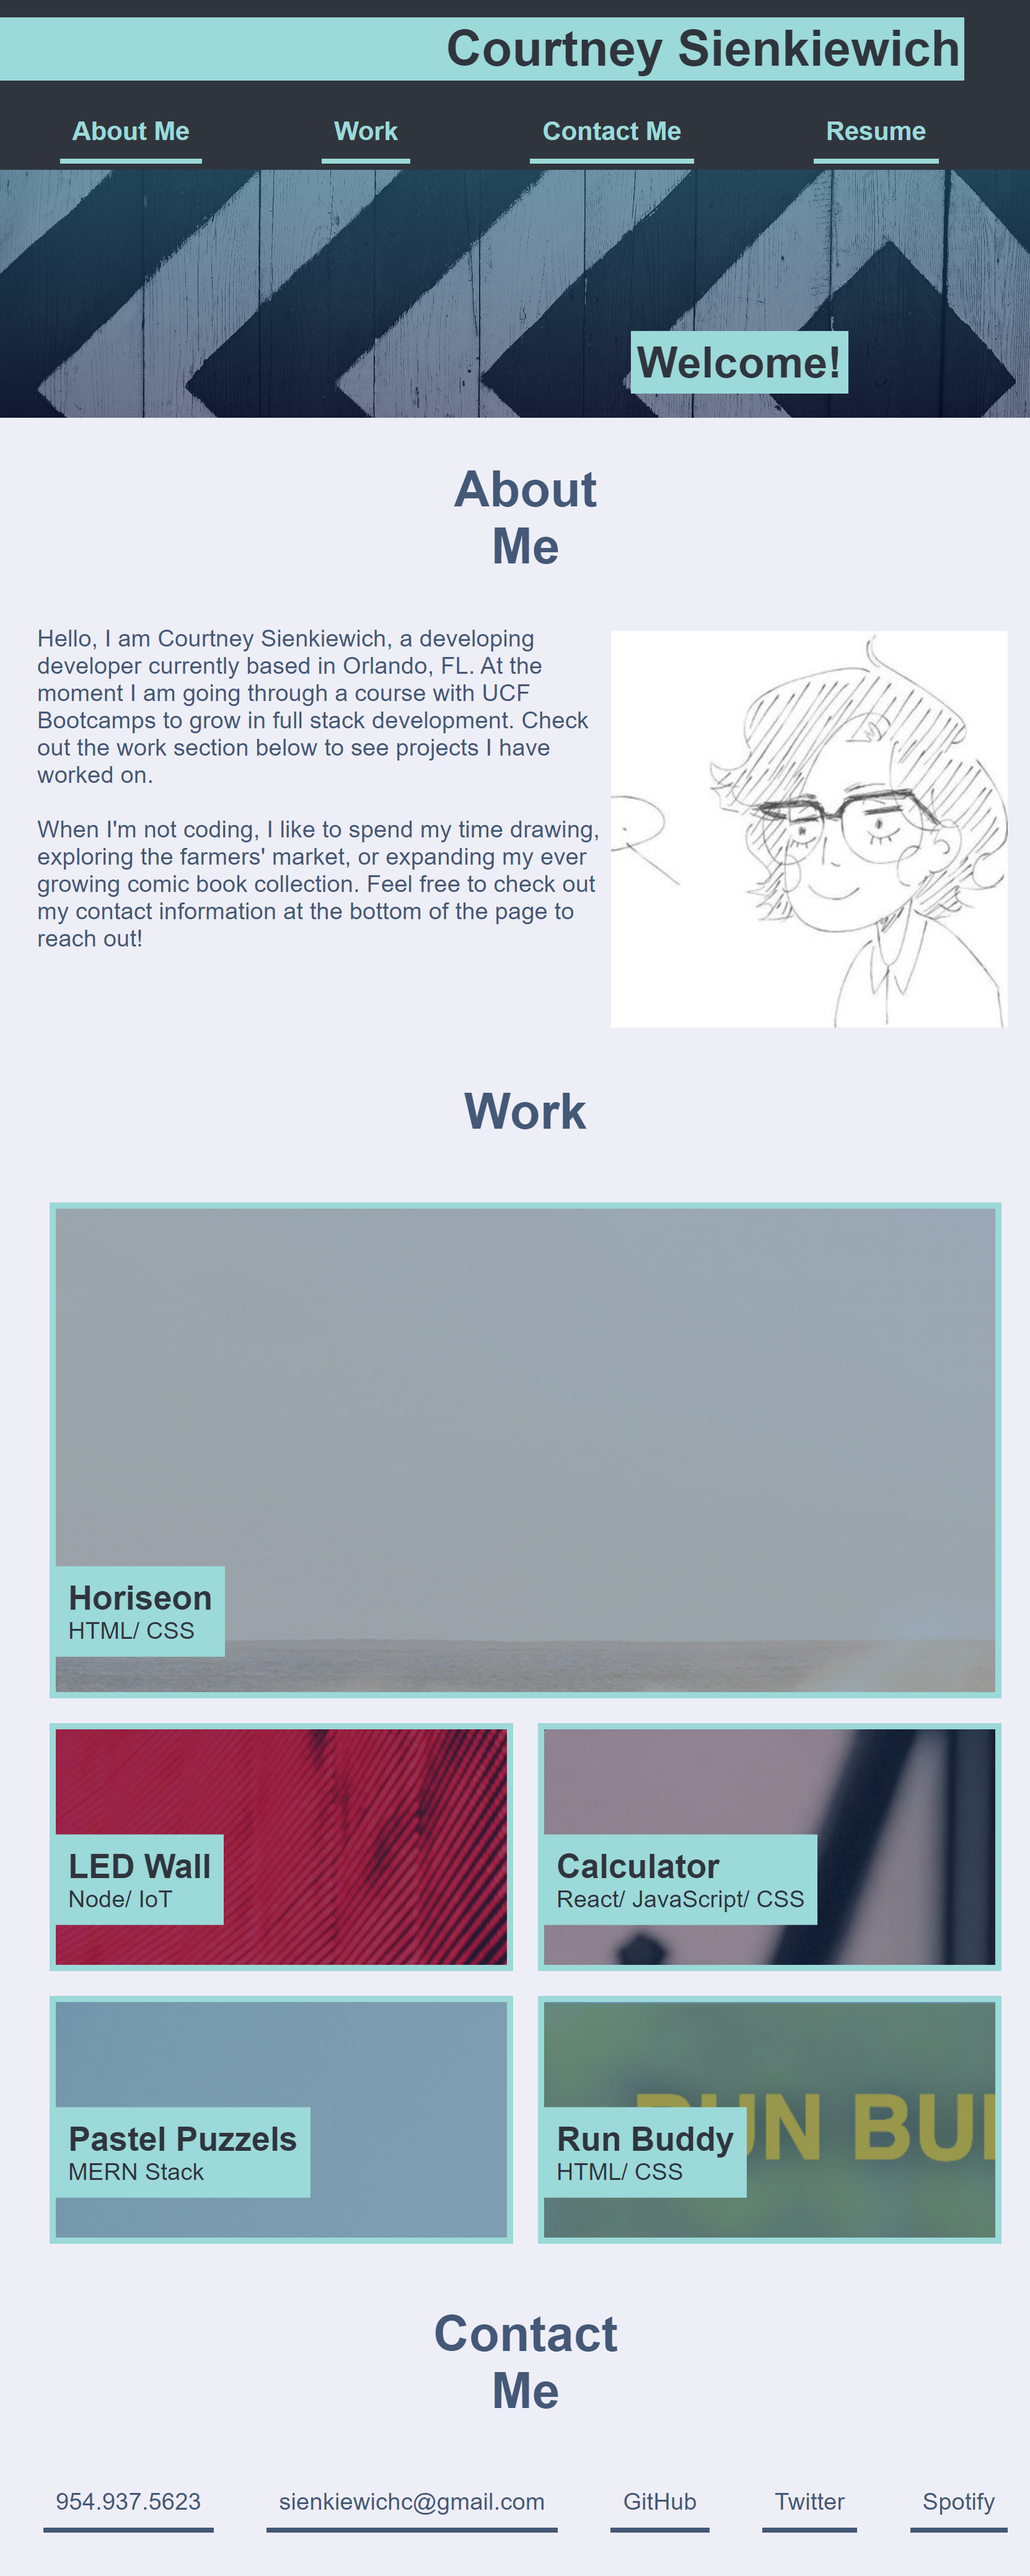 Courtney Sienkiewich
About Me Work Contact Me Resume
Welcome!
About
Me
Hello, I am Courtney Sienkiewich, a developing
developer currently based in Orlando, FL. At the
moment I am going through a course with UCF
Bootcamps to grow in full stack development. Check
out the work section below to see projects I have
worked on.
When I'm not coding, I like to spend my time drawing,
exploring the farmers' market, or expanding my ever
growing comic book collection. Feel free to check out
my contact information at the bottom of the page to
reach out!
Work
Horiseon
HTML/ CSS
LED Wall
Node/ IoT
Calculator
React/ JavaScript/ CSS
Pastel Puzzels
MERN Stack
RUN BU
Run Buddy
HTML/ CSS
Contact
Me
954.937.5623 sienkiewichc@gmail.com GitHub Twitter Spotify